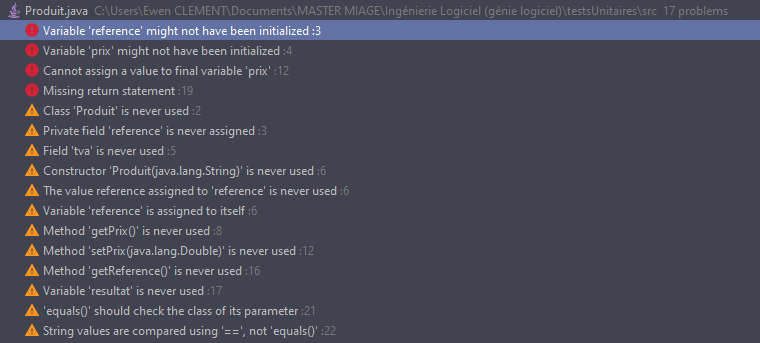 Produit.java C:\Users\Ewen CLEMENT\Documents\MASTER MIAGE\Ingénierie Logiciel (génie logiciel)\testsUnitaires\src 17 problems
Variable 'reference' might not have been initialized :3
Variable 'prix' might not have been initialized :4
Cannot assign a value to final variable 'prix' :12
Missing return statement :19
Class 'Produit' is never used :2
Private field 'reference' is never assigned :3
Field 'tva' is never used :5
Constructor 'Produit(java.lang.String)' is never used :6
The value reference assigned to 'reference' is never used :6
Variable 'reference' is assigned to itself :6
Method 'getPrix()' is never used :8
Method 'setPrix(java.lang.Double)' is never used :12
Method 'getReference()' is never used :16
Variable 'resultat' is never used :17
'equals()' should check the class of its parameter :21
String values are compared using '==', not 'equals()' :22